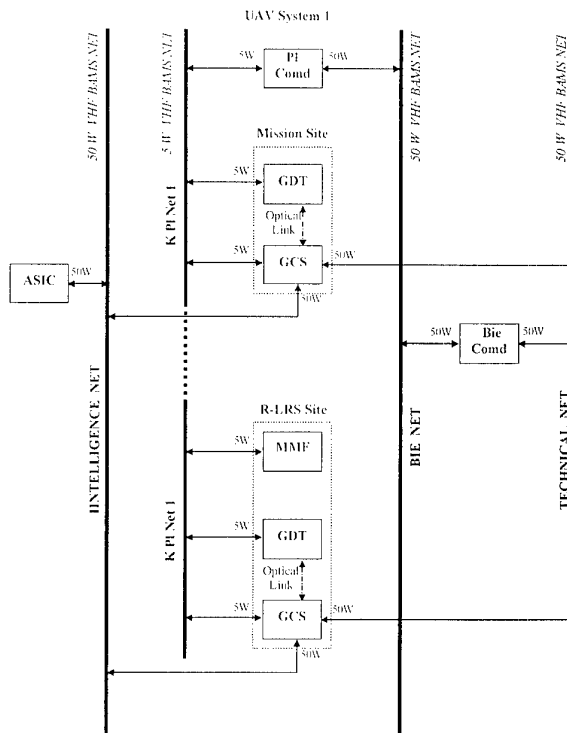 UAV System 1
50 W VHF BAMS NET
5 W VHF BAMS NET
50 W VHF BAMS NET
50 W VHF BAMS NET
5W
Pl
Comd
50W
Mission Site
5W
GDT
K Pl Net 1
Optical
Link
5W
GCS
50W
ASIC
50W
50W
50W
Bie
Comd
50W
R-LRS Site
5W
MMF
IINTELLIGENCE NET
BIE NET
TECHNICAL NET
K Pl Net 1
5W
GDT
Optical
Link
5W
GCS
50W
50W